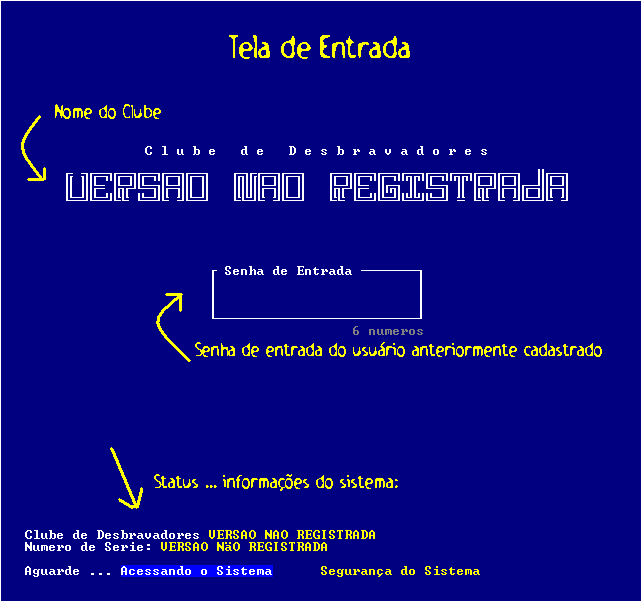 Tela de Entrada
Nome do Clube
Clube de Desbravadores
VERSAO NAO REGISTRADA
Senha de Entrada
6 numeros
Senha de entrada do usuário anteriormente cadastrado
Status ... informações do sistema:
Clube de Desbravadores VERSAO NAO REGISTRADA
Numero de Serie: VERSAO NäO REGISTRADA
Aguarde ... Acessando o Sistema Segurança do Sistema